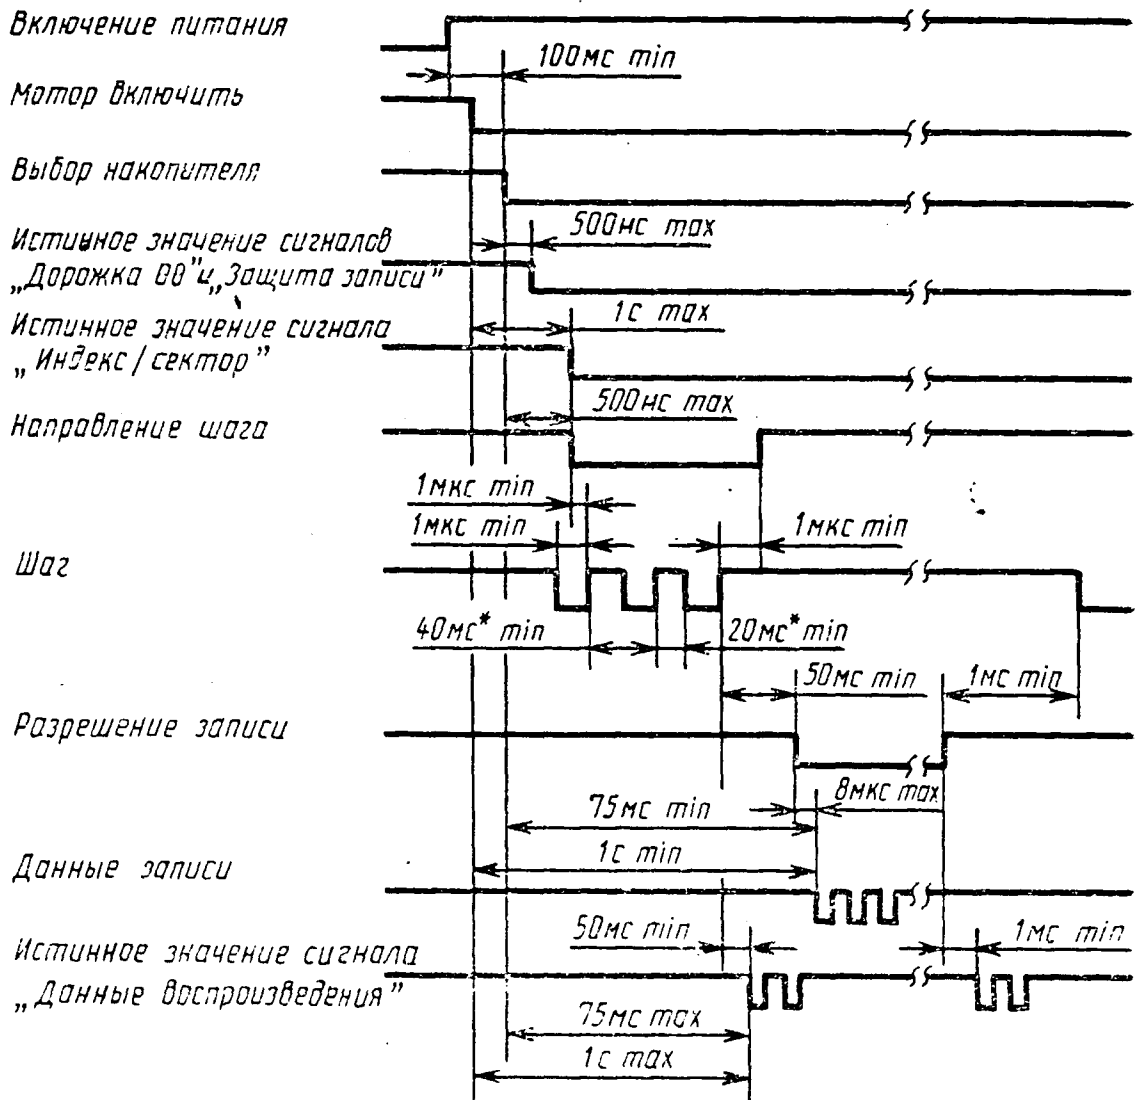 Включение питания
100мс min
Мотор включить
Выбор накопителя
500нс max
Истинное значение сигналов
„Дорожка 00" и „Защита записи"
1с max
Истинное значение сигнала
„Индекс / сектор"
500нс max
Направление шага
1мкс min
1мкс min
1мкс min
Шаг
40мс* min
20мс* min
50мс min
1мс min
Разрешение записи
8мкс max
75мс min
1с min
Данные записи
50мс min
1мс min
Истинное значение сигнала
„Данные воспроизведения"
75мс max
1с max